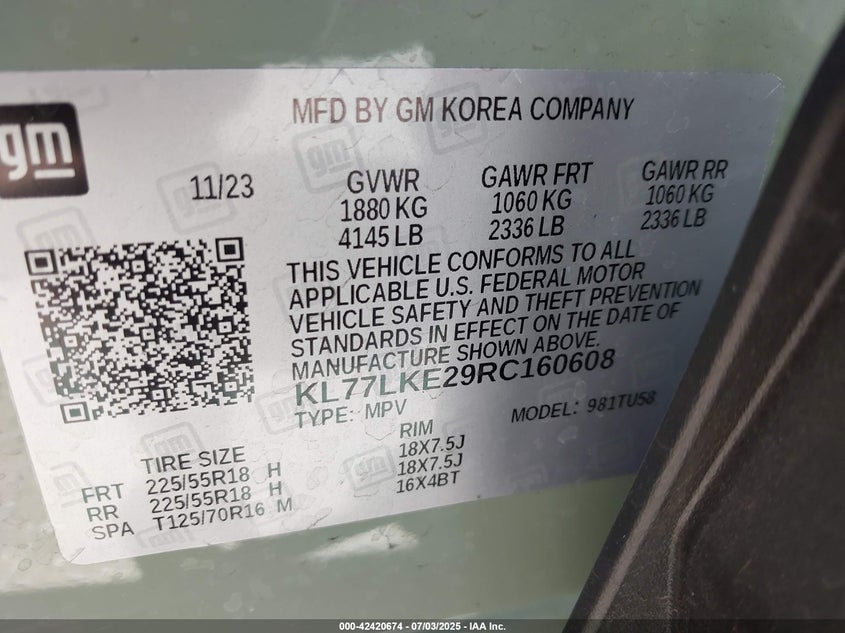 gm
MFD BY GM KOREA COMPANY
11/23
GVWR
1880 KG
4145 LB
GAWR FRT
1060 KG
2336 LB
GAWR RR
1060 KG
2336 LB
THIS VEHICLE CONFORMS TO ALL
APPLICABLE U.S. FEDERAL MOTOR
VEHICLE SAFETY AND THEFT PREVENTION
STANDARDS IN EFFECT ON THE DATE OF
MANUFACTURE SHOWN ABOVE.
KL77LKE29RC160608
TYPE: MPV MODEL: 981TU58
TIRE SIZE RIM
FRT 225/55R18 H 18X7.5J
RR 225/55R18 H 18X7.5J
SPA T125/70R16 M 16X4BT
000-42420674 - 07/03/2025 - IAA Inc.